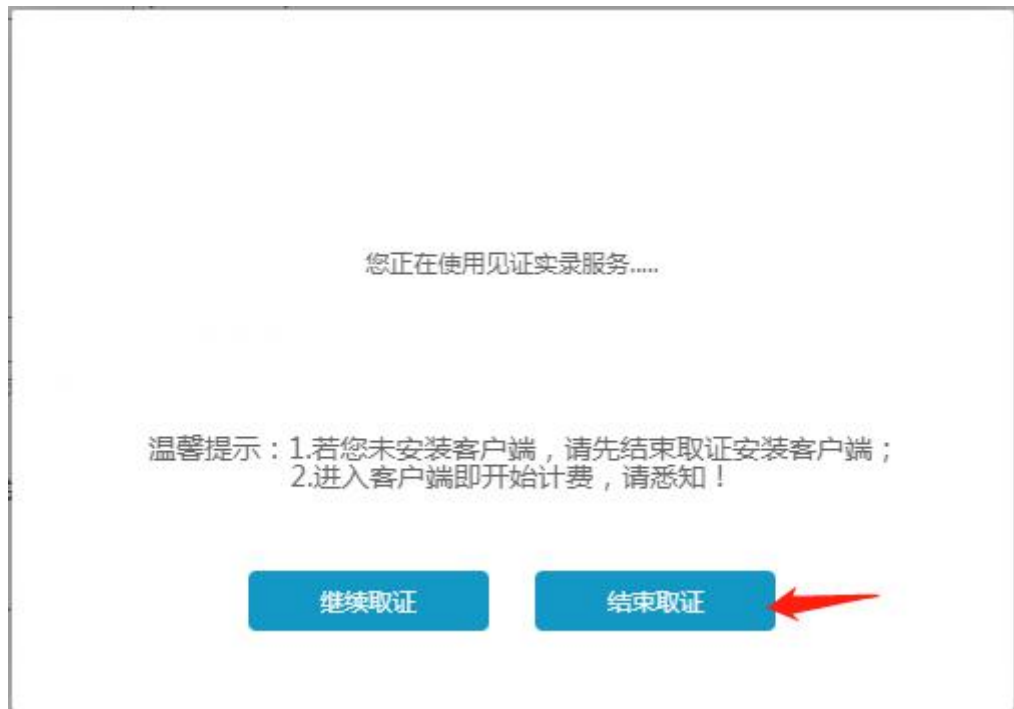 您正在使用见证实录服务.....
温馨提示：1.若您未安装客户端，请先结束取证安装客户端；
2.进入客户端即开始计费，请悉知！
继续取证
结束取证